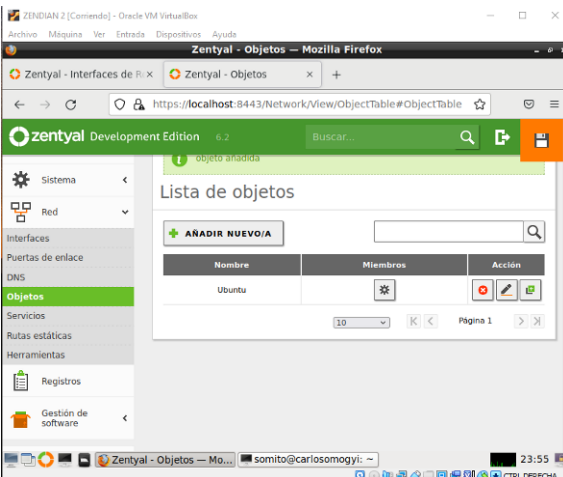 ZENDIAN 2 [Corriendo] - Oracle VM VirtualBox
Archivo Máquina Ver Entrada Dispositivos Ayuda
Zentyal - Objetos — Mozilla Firefox
Zentyal - Interfaces de R
Zentyal - Objetos
https://localhost:8443/Network/View/ObjectTable#ObjectTable
zentyal Development Edition 6.2
Buscar...
objeto añadida
Sistema
Lista de objetos
Red
AÑADIR NUEVO/A
Interfaces
Puertas de enlace
Nombre Miembros Acción
DNS
Ubuntu
Objetos
Servicios
10 Página 1
Rutas estáticas
Herramientas
Registros
Gestión de
software
Zentyal - Objetos — Mo...
somito@carlosomogyi: ~
23:55
CTRL DERECHA